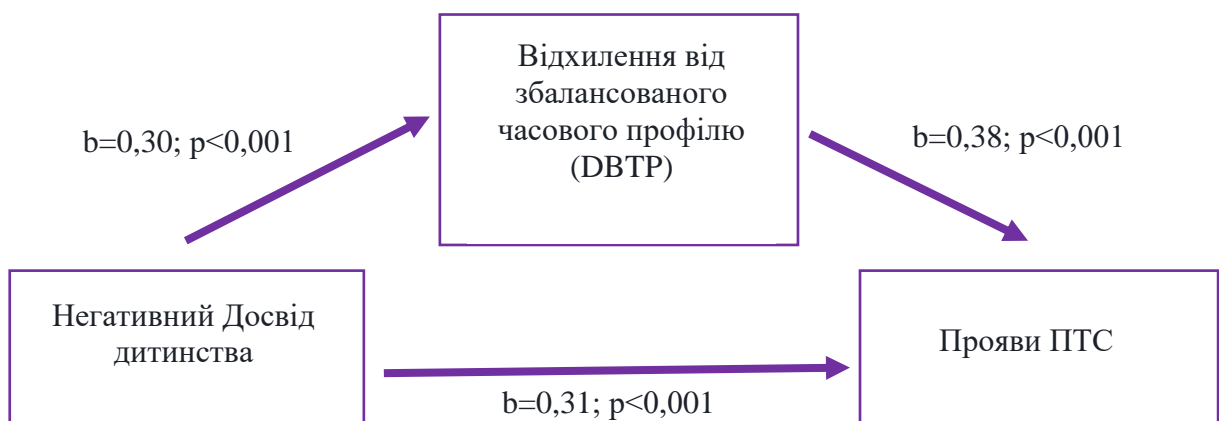 Відхилення від
збалансованого
часового профілю
(DBTP)
b=0,30; p<0,001
b=0,38; p<0,001
Негативний Досвід
дитинства
Прояви ПТС
b=0,31; p<0,001